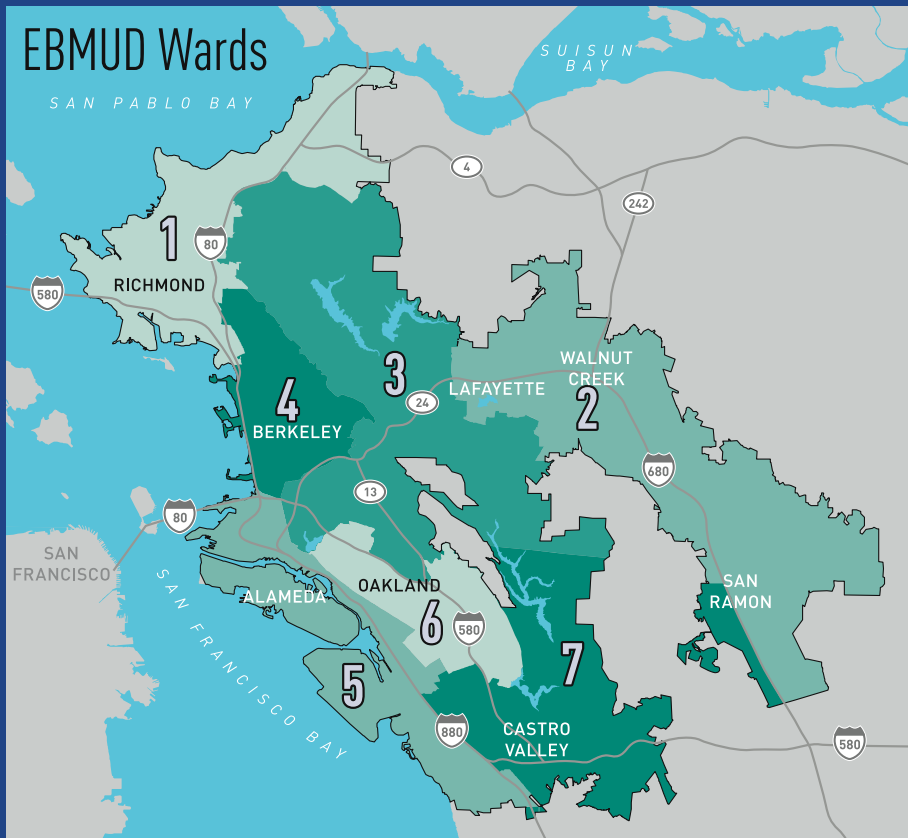 EBMUD Wards
SAN PABLO BAY
SUISUN
BAY
4
242
1
80
RICHMOND
580
3
WALNUT
CREEK
LAFAYETTE
2
24
4
BERKELEY
680
13
80
SAN
FRANCISCO
OAKLAND
ALAMEDA
SAN
RAMON
6
580
SAN FRANCISCO BAY
7
5
880
CASTRO
VALLEY
580